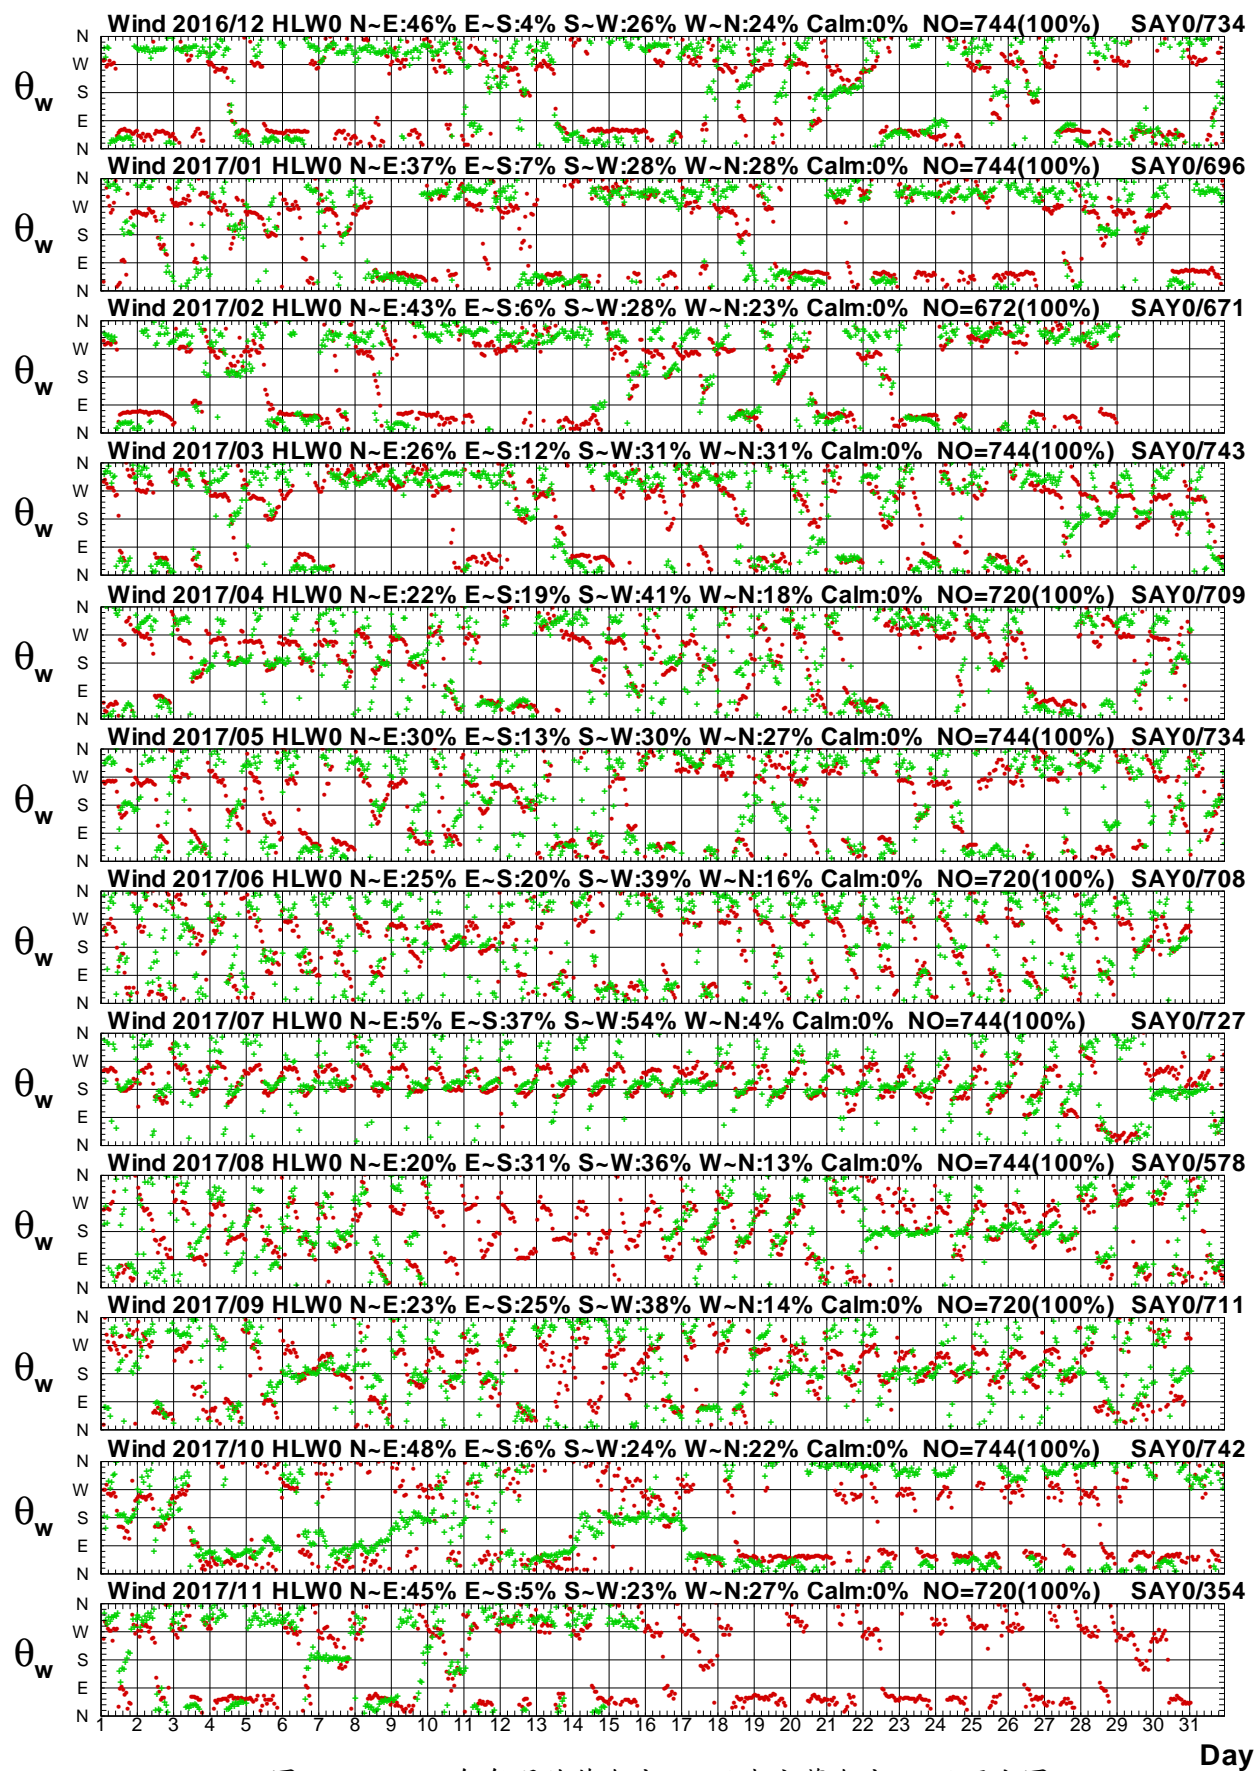 Wind 2016/12 HLW0 N~E:46% E~S:4% S~W:26% W~N:24% Calm:0% NO=744(100%) SAY0/734
N
W
S
E
N
θw
Wind 2017/01 HLW0 N~E:37% E~S:7% S~W:28% W~N:28% Calm:0% NO=744(100%) SAY0/696
N
W
S
E
N
θw
Wind 2017/02 HLW0 N~E:43% E~S:6% S~W:28% W~N:23% Calm:0% NO=672(100%) SAY0/671
N
W
S
E
N
θw
Wind 2017/03 HLW0 N~E:26% E~S:12% S~W:31% W~N:31% Calm:0% NO=744(100%) SAY0/743
N
W
S
E
N
θw
Wind 2017/04 HLW0 N~E:22% E~S:19% S~W:41% W~N:18% Calm:0% NO=720(100%) SAY0/709
N
W
S
E
N
θw
Wind 2017/05 HLW0 N~E:30% E~S:13% S~W:30% W~N:27% Calm:0% NO=744(100%) SAY0/734
N
W
S
E
N
θw
Wind 2017/06 HLW0 N~E:25% E~S:20% S~W:39% W~N:16% Calm:0% NO=720(100%) SAY0/708
N
W
S
E
N
θw
Wind 2017/07 HLW0 N~E:5% E~S:37% S~W:54% W~N:4% Calm:0% NO=744(100%) SAY0/727
N
W
S
E
N
θw
Wind 2017/08 HLW0 N~E:20% E~S:31% S~W:36% W~N:13% Calm:0% NO=744(100%) SAY0/578
N
W
S
E
N
θw
Wind 2017/09 HLW0 N~E:23% E~S:25% S~W:38% W~N:14% Calm:0% NO=720(100%) SAY0/711
N
W
S
E
N
θw
Wind 2017/10 HLW0 N~E:48% E~S:6% S~W:24% W~N:22% Calm:0% NO=744(100%) SAY0/742
N
W
S
E
N
θw
Wind 2017/11 HLW0 N~E:45% E~S:5% S~W:23% W~N:27% Calm:0% NO=720(100%) SAY0/354
N
W
S
E
N
θw
1 2 3 4 5 6 7 8 9 10 11 12 13 14 15 16 17 18 19 20 21 22 23 24 25 26 27 28 29 30 31
Day